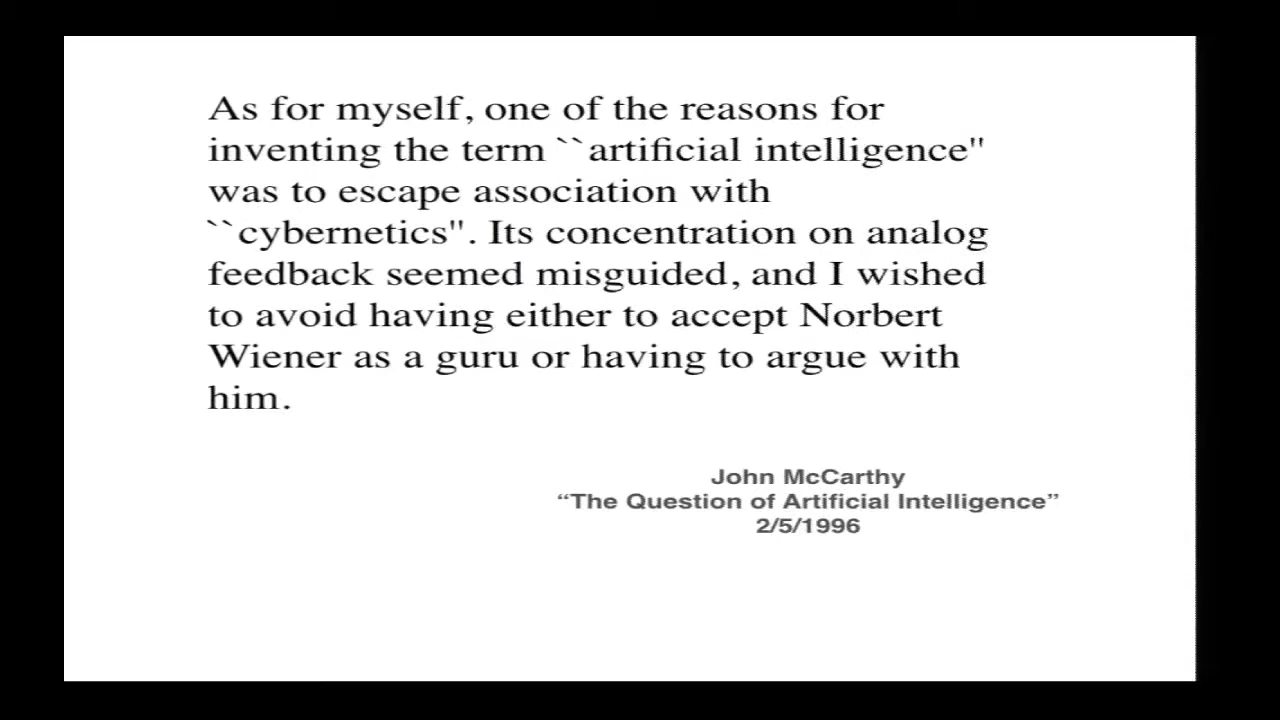 As for myself, one of the reasons for
inventing the term ``artificial intelligence"
was to escape association with
``cybernetics". Its concentration on analog
feedback seemed misguided, and I wished
to avoid having either to accept Norbert
Wiener as a guru or having to argue with
him.
John McCarthy
“The Question of Artificial Intelligence”
2/5/1996